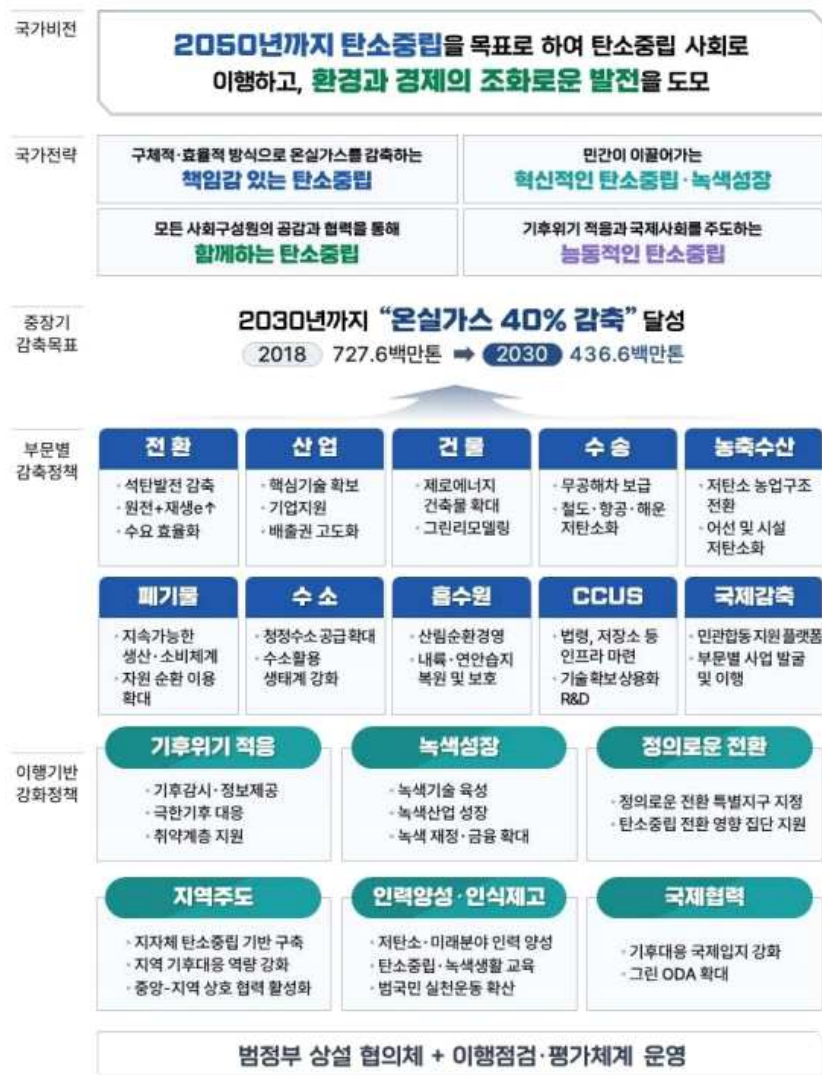 국가비전
2050년까지 탄소중립을 목표로 하여 탄소중립 사회로
이행하고, 환경과 경제의 조화로운 발전을 도모
국가전략
구체적·효율적 방식으로 온실가스를 감축하는
책임감 있는 탄소중립
민간이 이끌어가는
혁신적인 탄소중립·녹색성장
모든 사회구성원의 공감과 협력을 통해
함께하는 탄소중립
기후위기 적응과 국제사회를 주도하는
능동적인 탄소중립
중장기
감축목표
2030년까지 “온실가스 40% 감축” 달성
2018 727.6백만톤 ➡ 2030 436.6백만톤
부문별
감축정책
전환
· 석탄발전 감축
· 원전+재생e↑
· 수요 효율화
산업
· 핵심기술 확보
· 기업지원
· 배출권 고도화
건물
· 제로에너지
건축물 확대
· 그린리모델링
수송
· 무공해차 보급
· 철도·항공·해운
저탄소화
농축수산
· 저탄소 농업구조
전환
· 어선 및 시설
저탄소화
폐기물
· 지속가능한
생산·소비체계
· 자원 순환 이용
확대
수소
· 청정수소 공급 확대
· 수소활용
생태계 강화
흡수원
· 산림순환경영
· 내륙·연안습지
복원 및 보호
CCUS
· 법령, 저장소 등
인프라 마련
· 기술 확보 상용화
R&D
국제감축
· 민관합동 지원 플랫폼
· 부문별 사업 발굴
및 이행
이행기반
강화정책
기후위기 적응
· 기후감시·정보제공
· 극한기후 대응
· 취약계층 지원
녹색성장
· 녹색기술 육성
· 녹색산업 성장
· 녹색 재정·금융 확대
정의로운 전환
· 정의로운 전환 특별지구 지정
· 탄소중립 전환 영향 집단 지원
지역주도
· 지자체 탄소중립 기반 구축
· 지역 기후대응 역량 강화
· 중앙-지역 상호 협력 활성화
인력양성·인식제고
· 저탄소·미래분야 인력 양성
· 탄소중립·녹색생활 교육
· 범국민 실천운동 확산
국제협력
· 기후대응 국제입지 강화
· 그린 ODA 확대
범정부 상설 협의체 + 이행점검·평가체계 운영